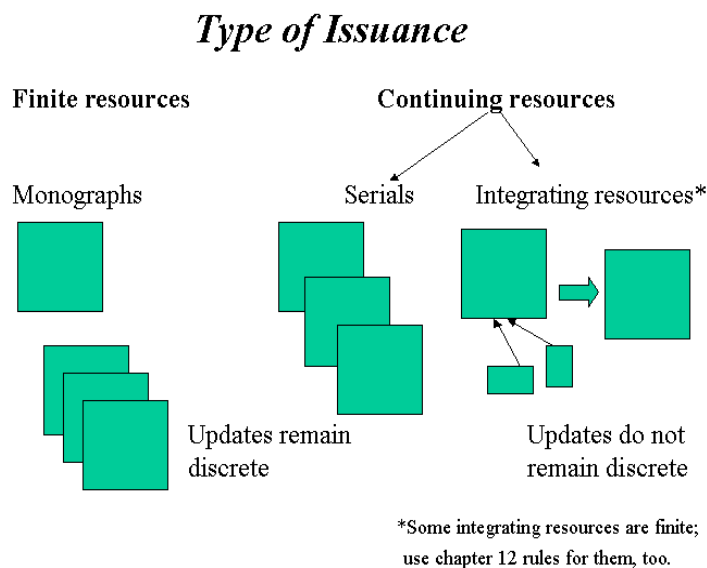 Type of Issuance
Finite resources
Continuing resources
Monographs
Serials
Integrating resources*
Updates remain
discrete
Updates do not
remain discrete
*Some integrating resources are finite;
use chapter 12 rules for them, too.